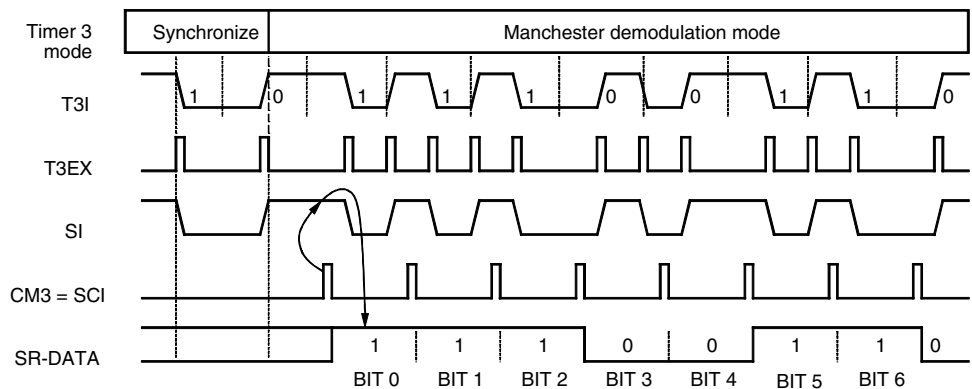 Timer 3 mode
Synchronize
Manchester demodulation mode
T3I
1 0 1 1 1 0 0 1 1 0
T3EX
SI
CM3 = SCI
SR-DATA
1 1 1 0 0 1 1 0
BIT 0 BIT 1 BIT 2 BIT 3 BIT 4 BIT 5 BIT 6